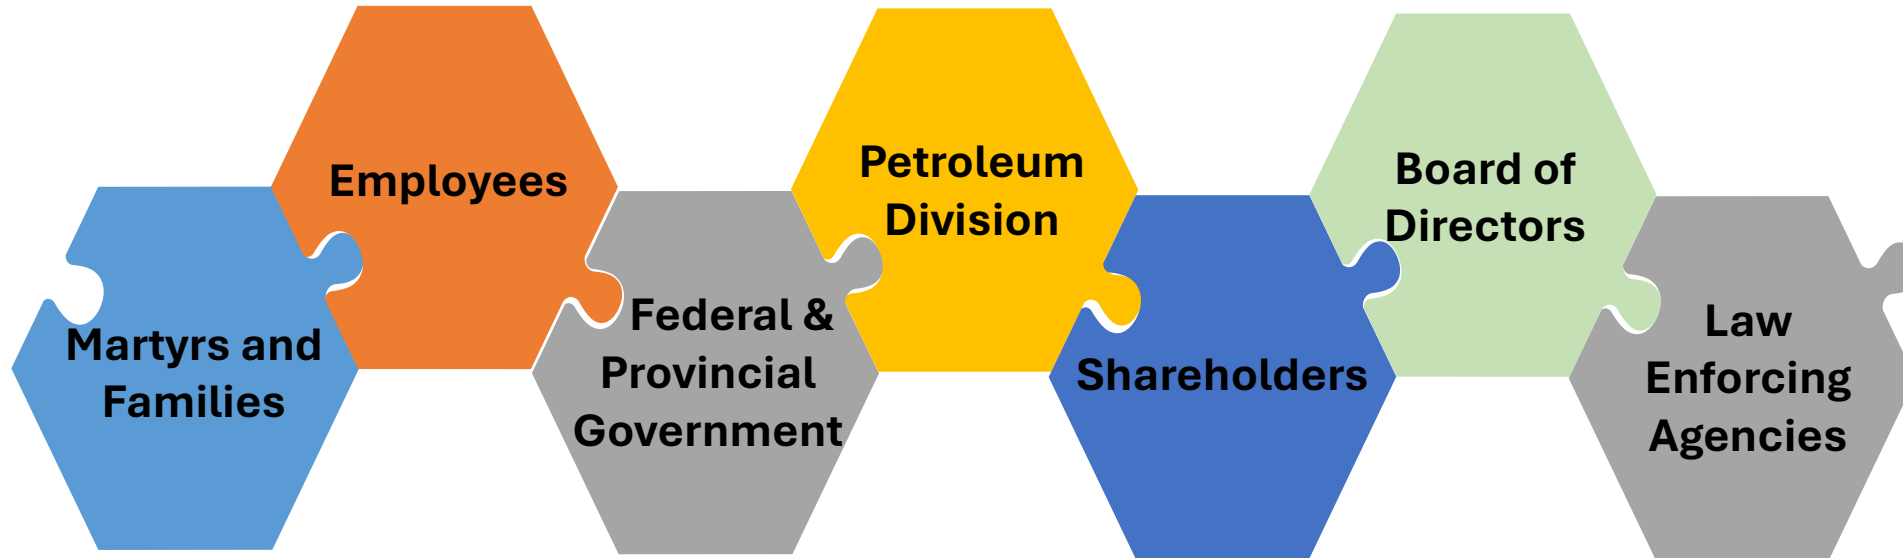 Martyrs and
Families
Employees
Federal &
Provincial
Government
Petroleum
Division
Shareholders
Board of
Directors
Law
Enforcing
Agencies